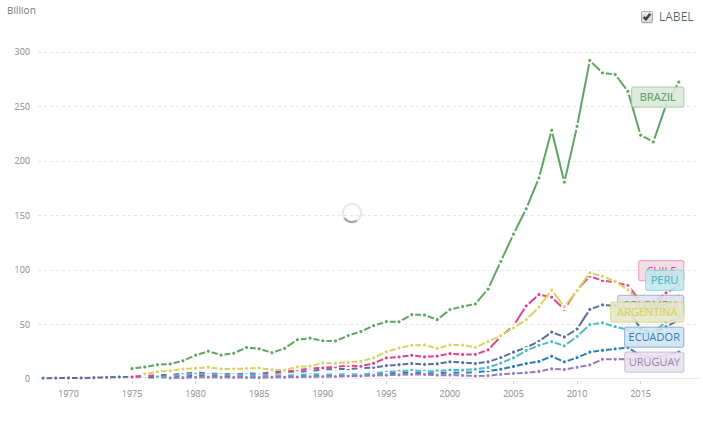 Billion
LABEL
300
250
200
150
100
50
0
BRAZIL
CHILE
PERU
ARGENTINA
ECUADOR
URUGUAY
1970 1975 1980 1985 1990 1995 2000 2005 2010 2015